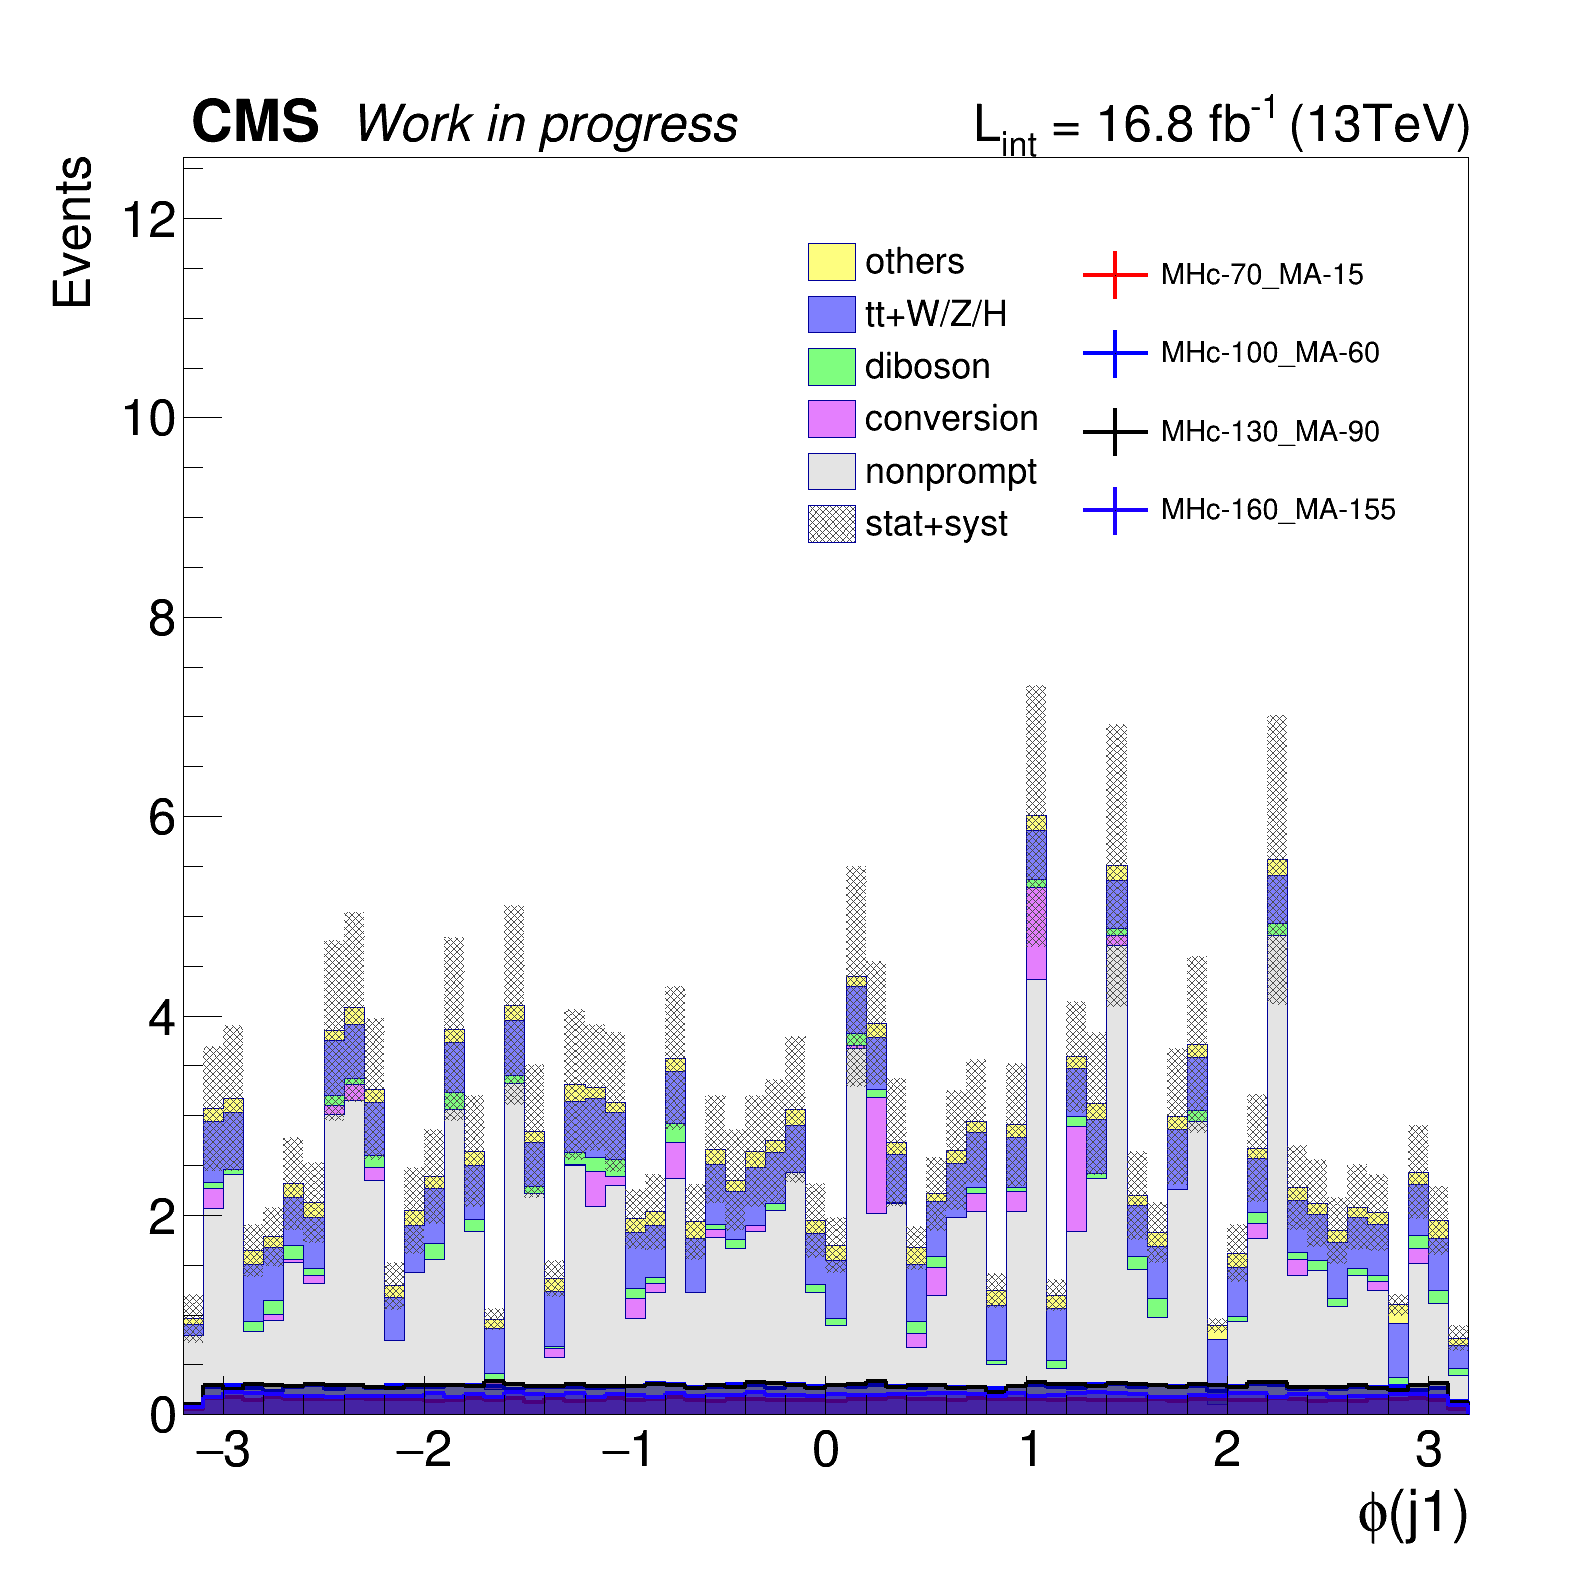 CMS Work in progress
L_int = 16.8 fb^-1 (13TeV)
Events
12
10
8
6
4
2
0
others
tt+W/Z/H
diboson
conversion
nonprompt
stat+syst
MHc-70_MA-15
MHc-100_MA-60
MHc-130_MA-90
MHc-160_MA-155
−3 −2 −1 0 1 2 3
ϕ(j1)